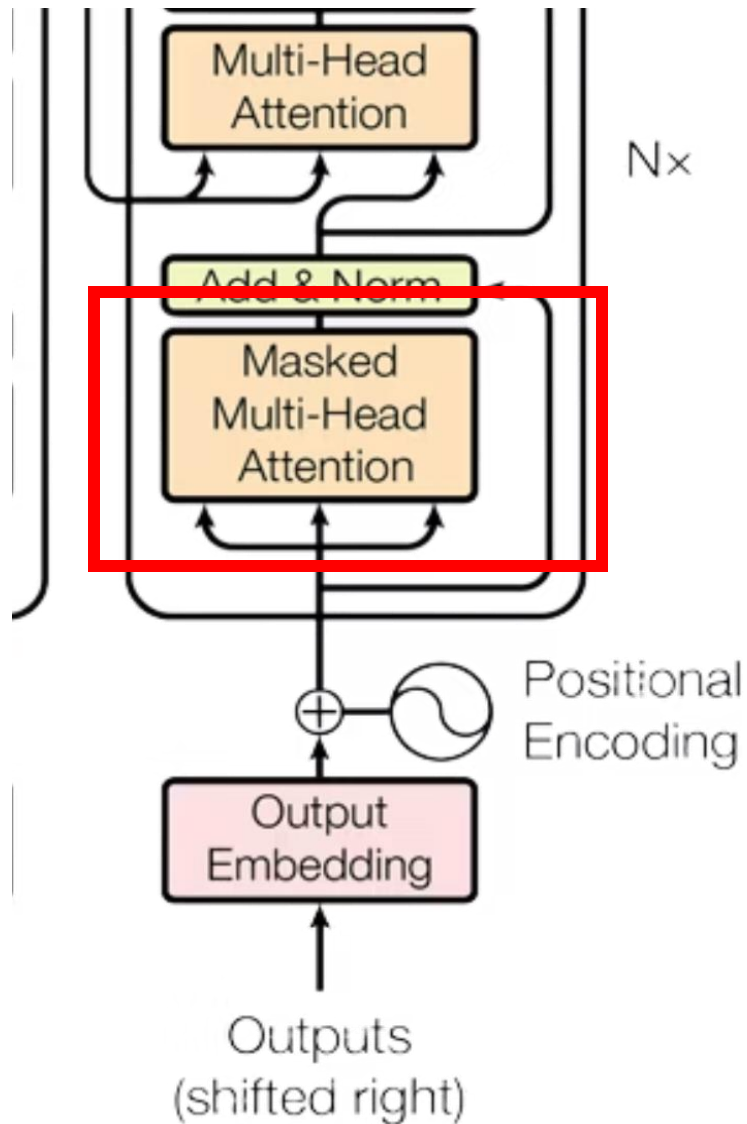 Multi-Head
Attention
Nx
Add & Norm
Masked
Multi-Head
Attention
Positional
Encoding
Output
Embedding
Outputs
(shifted right)